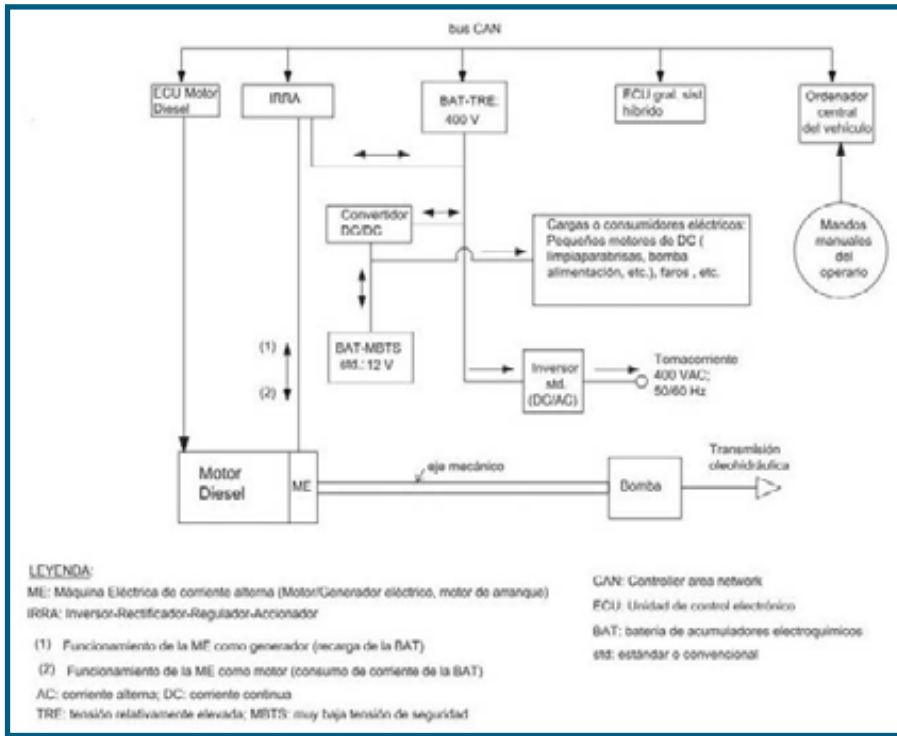 bus CAN
ECU Motor
Diesel
IRRA
BAT-TRE:
400 V
ECU gral. sist.
híbrido
Ordenador
central
del vehículo
Convertidor
DC/DC
Cargas o consumidores eléctricos:
Pequeños motores de DC (
limpiaparabrisas, bomba
alimentación, etc.), faros , etc.
Mandos
manuales
del
operario
(1)
(2)
BAT-MBTS
std.: 12 V
Inversor
std.
(DC/AC)
Tomacorriente
400 VAC;
50/60 Hz
Motor
Diesel
ME
eje mecánico
Bomba
Transmisión
oleohidráulica
LEYENDA:
ME: Máquina Eléctrica de corriente alterna (Motor/Generador eléctrico, motor de arranque)
IRRA: Inversor-Rectificador-Regulador-Accionador
(1) Funcionamiento de la ME como generador (recarga de la BAT)
(2) Funcionamiento de la ME como motor (consumo de corriente de la BAT)
AC: corriente alterna; DC: corriente continua
TRE: tensión relativamente elevada; MBTS: muy baja tensión de seguridad
CAN: Controller area network
ECU: Unidad de control electrónico
BAT: batería de acumuladores electroquímicos
std: estándar o convencional